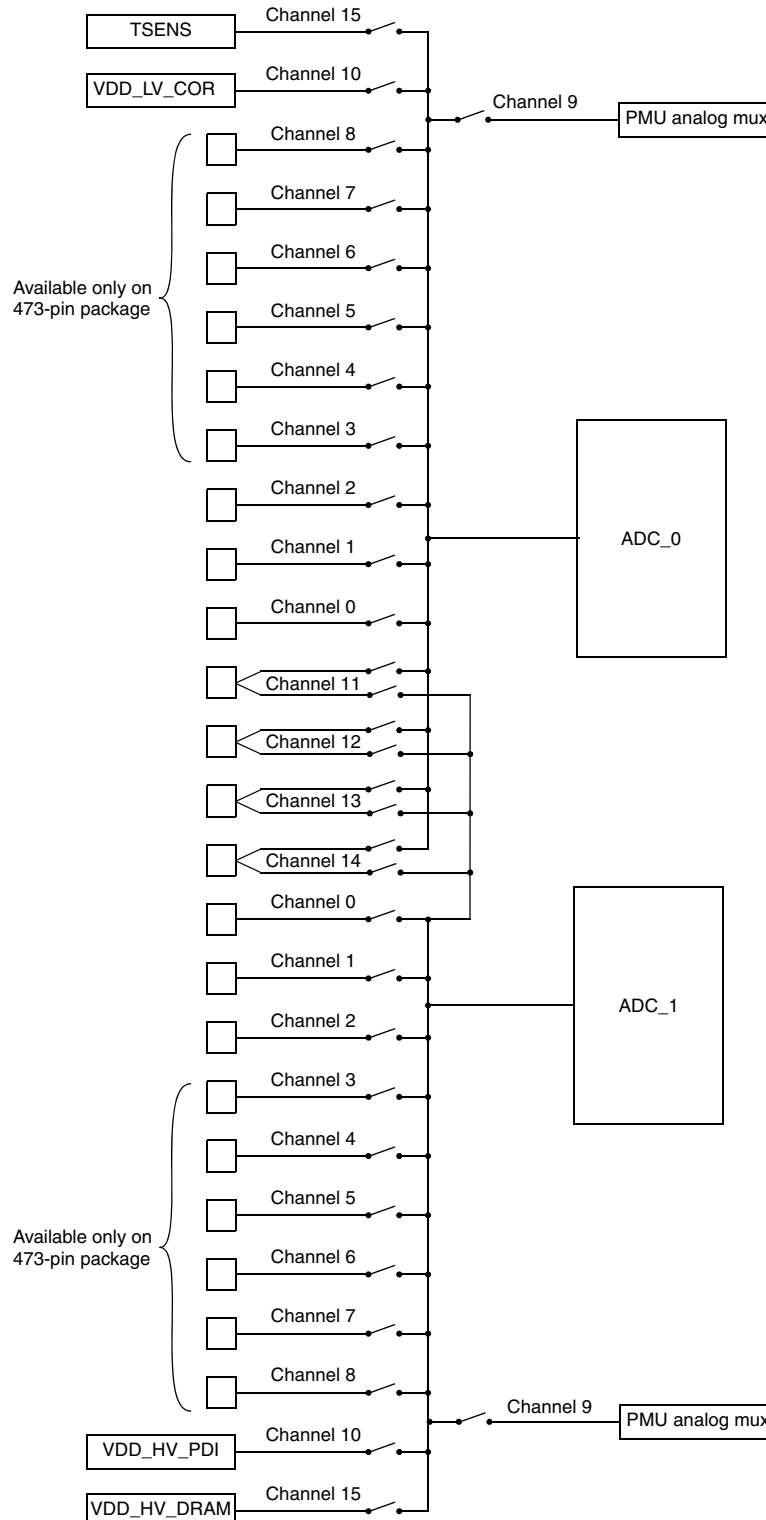 TSENS
Channel 15
VDD_LV_COR
Channel 10
Channel 9
PMU analog mux
Channel 8
Channel 7
Channel 6
Available only on
473-pin package
Channel 5
Channel 4
Channel 3
Channel 2
ADC_0
Channel 1
Channel 0
Channel 11
Channel 12
Channel 13
Channel 14
Channel 0
Channel 1
ADC_1
Channel 2
Channel 3
Channel 4
Channel 5
Available only on
473-pin package
Channel 6
Channel 7
Channel 8
Channel 9
PMU analog mux
VDD_HV_PDI
Channel 10
VDD_HV_DRAM
Channel 15